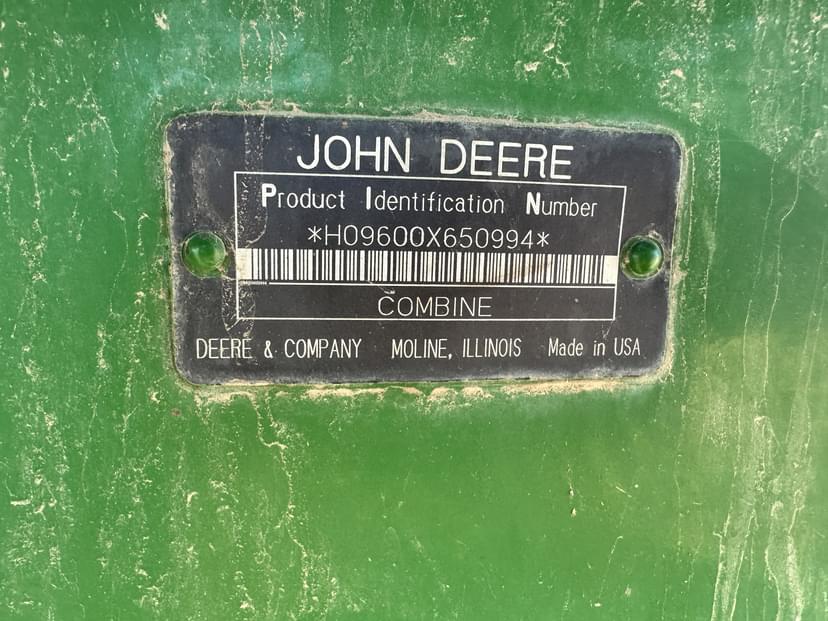 JOHN DEERE
Product Identification Number
*H09600X650994*
COMBINE
DEERE & COMPANY MOLINE, ILLINOIS Made in USA